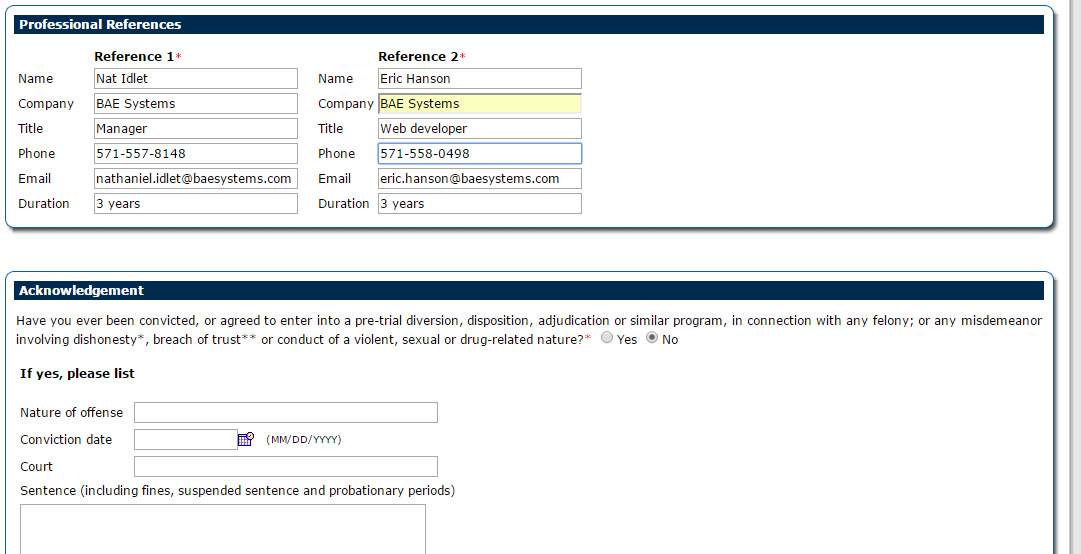 Professional References
Reference 1* Reference 2*
Name Nat Idlet Name Eric Hanson
Company BAE Systems Company BAE Systems
Title Manager Title Web developer
Phone 571-557-8148 Phone 571-558-0498
Email nathaniel.idlet@baesystems.com Email eric.hanson@baesystems.com
Duration 3 years Duration 3 years
Acknowledgement
Have you ever been convicted, or agreed to enter into a pre-trial diversion, disposition, adjudication or similar program, in connection with any felony; or any misdemeanor
involving dishonesty*, breach of trust** or conduct of a violent, sexual or drug-related nature?* Yes No
If yes, please list
Nature of offense
Conviction date (MM/DD/YYYY)
Court
Sentence (including fines, suspended sentence and probationary periods)